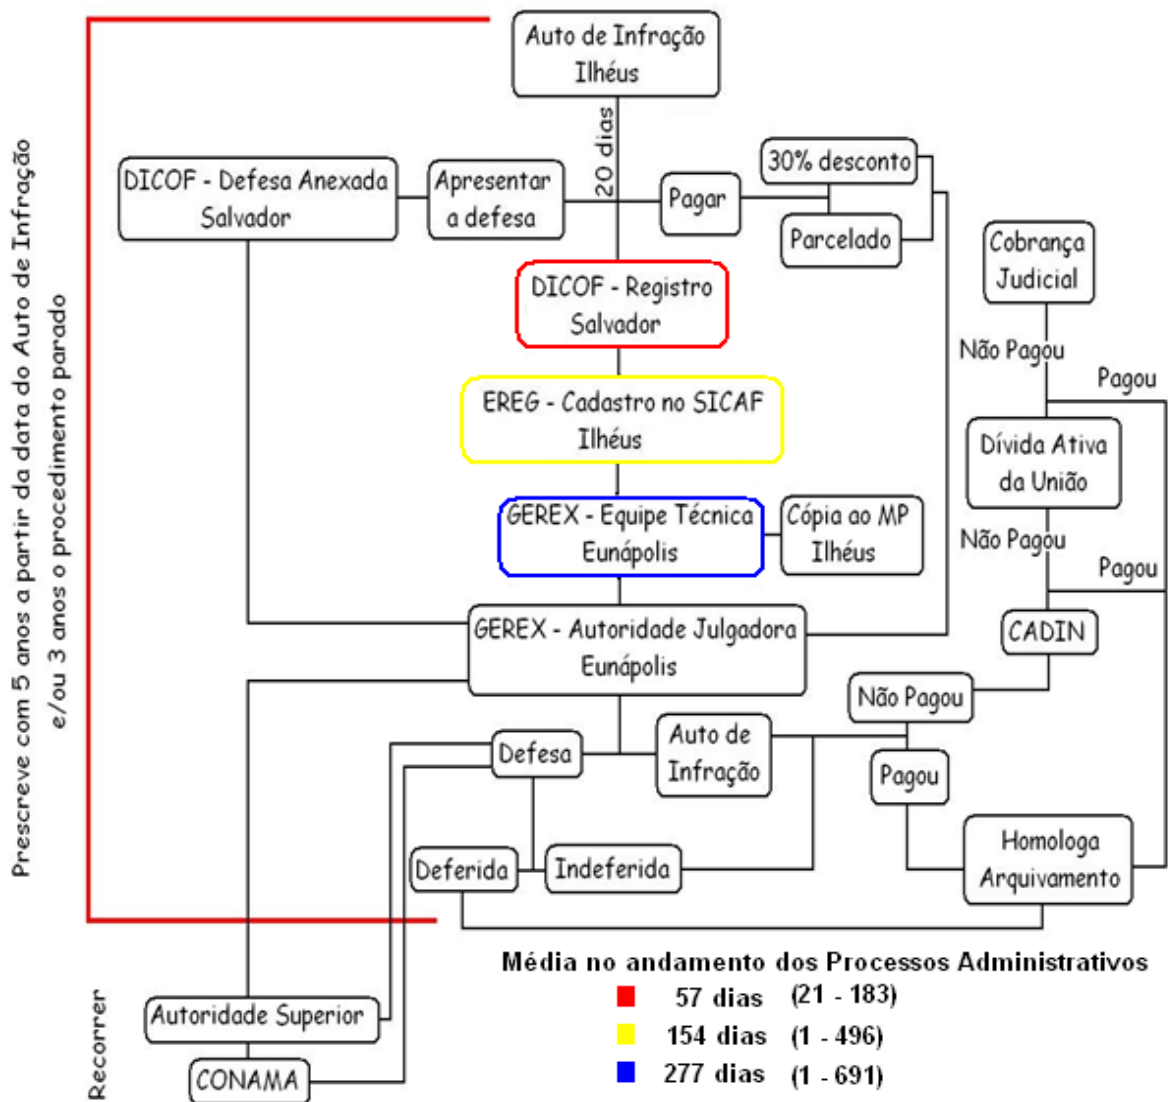 Auto de Infração
Ilhéus
20 dias
30% desconto
DICOF - Defesa Anexada
Salvador
Apresentar
a defesa
Pagar
Parcelado
DICOF - Registro
Salvador
EREG - Cadastro no SICAF
Ilhéus
GEREX - Equipe Técnica
Eunápolis
Cópia ao MP
Ilhéus
GEREX - Autoridade Julgadora
Eunápolis
Cobrança
Judicial
Não Pagou
Pagou
Dívida Ativa
da União
Não Pagou
Pagou
CADIN
Não Pagou
Pagou
Defesa
Auto de
Infração
Deferida
Indeferida
Homologa
Arquivamento
Prescreve com 5 anos a partir da data do Auto de Infração
e/ou 3 anos o procedimento parado
Recorrer
Autoridade Superior
CONAMA
Média no andamento dos Processos Administrativos
57 dias (21 - 183)
154 dias (1 - 496)
277 dias (1 - 691)